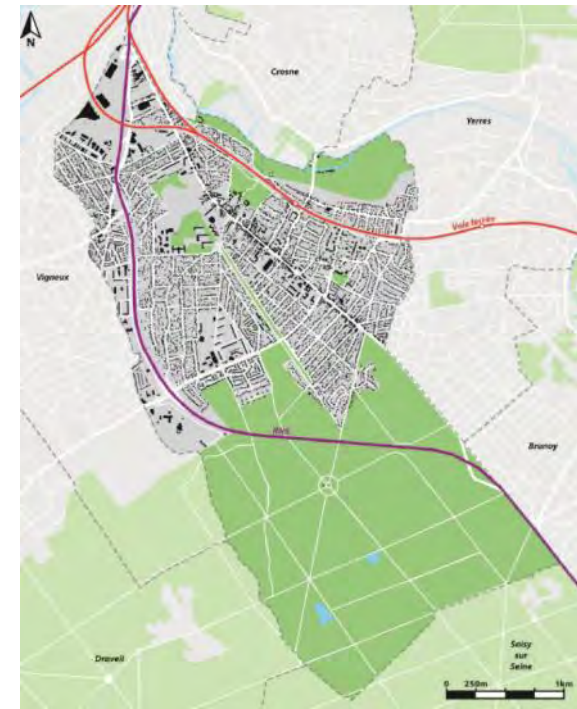 N
Crosne
Yerres
Voie ferrée
Vigneux
RN6
Brunoy
Draveil
Soisy
sur
Seine
0 250m 1km